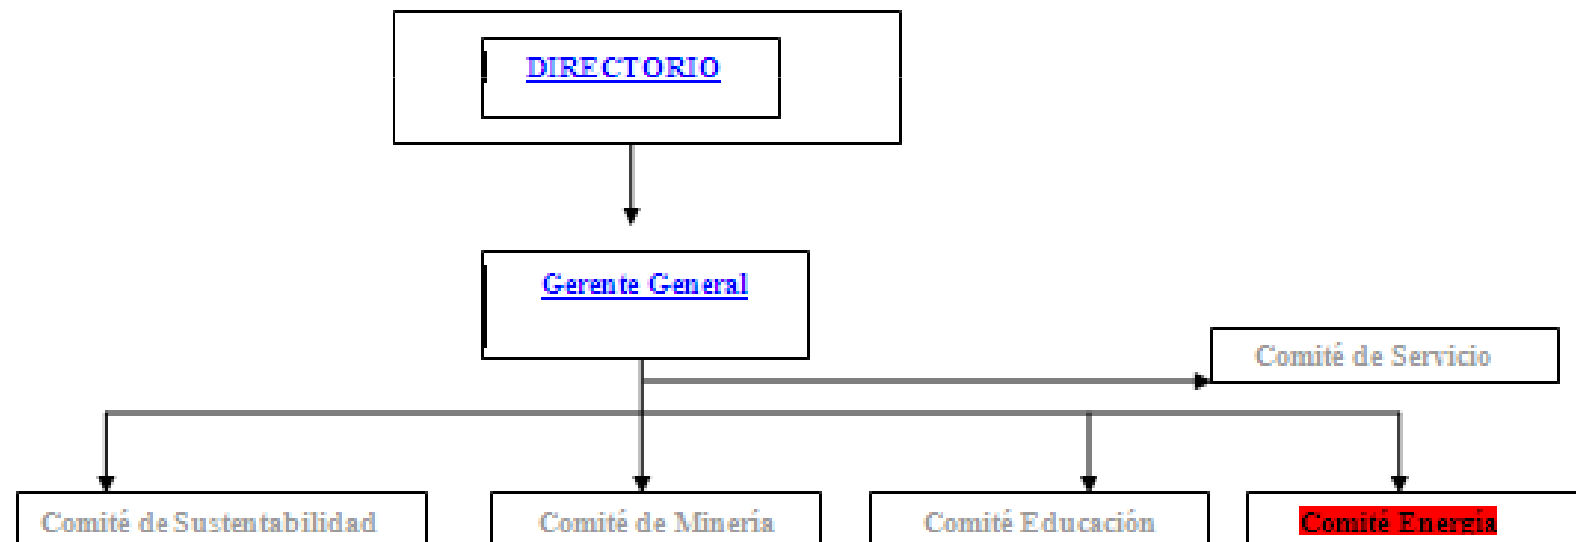 DIRECTORIO
Gerente General
Comité de Servicio
Comité de Sustentabilidad
Comité de Minería
Comité Educación
Comité Energía